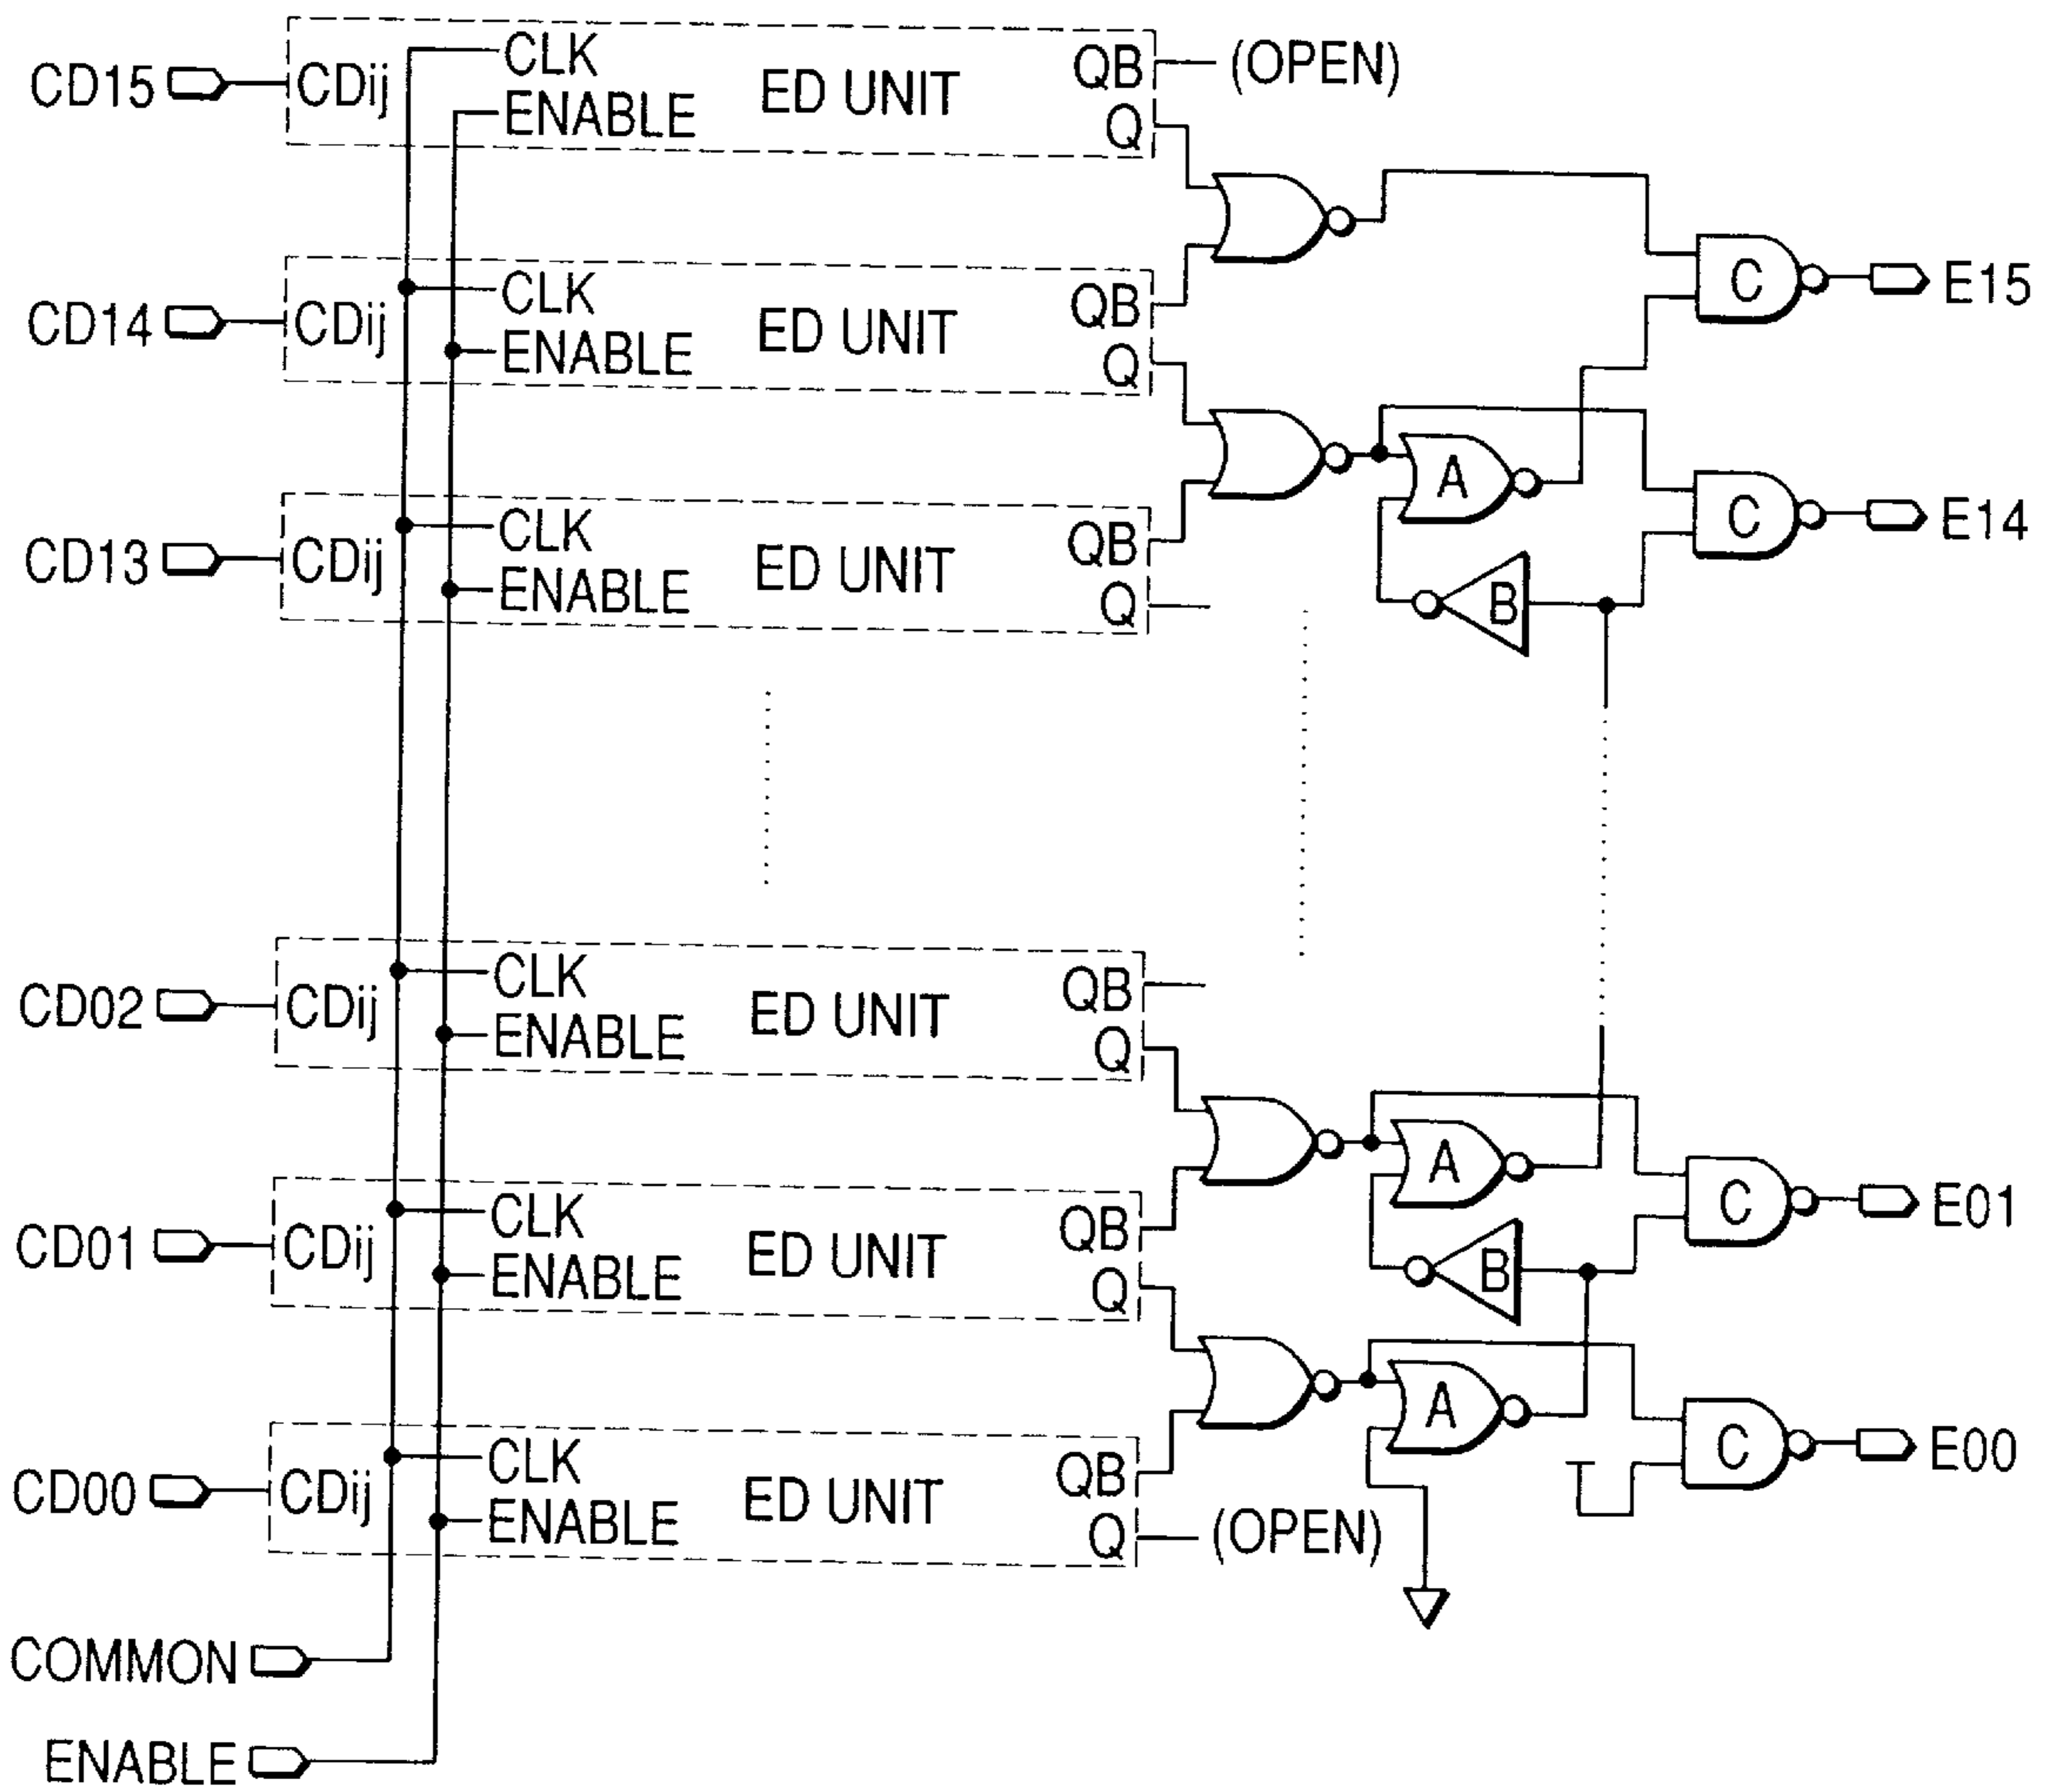 CD15 CDij CLK ENABLE ED UNIT QB Q (OPEN)
C E15
CD14 CDij CLK ENABLE ED UNIT QB Q
A C E14
CD13 CDij CLK ENABLE ED UNIT QB Q
B
CD02 CDij CLK ENABLE ED UNIT QB Q
A C E01
CD01 CDij CLK ENABLE ED UNIT QB Q
B
A C E00
CD00 CDij CLK ENABLE ED UNIT QB Q (OPEN)
COMMON
ENABLE